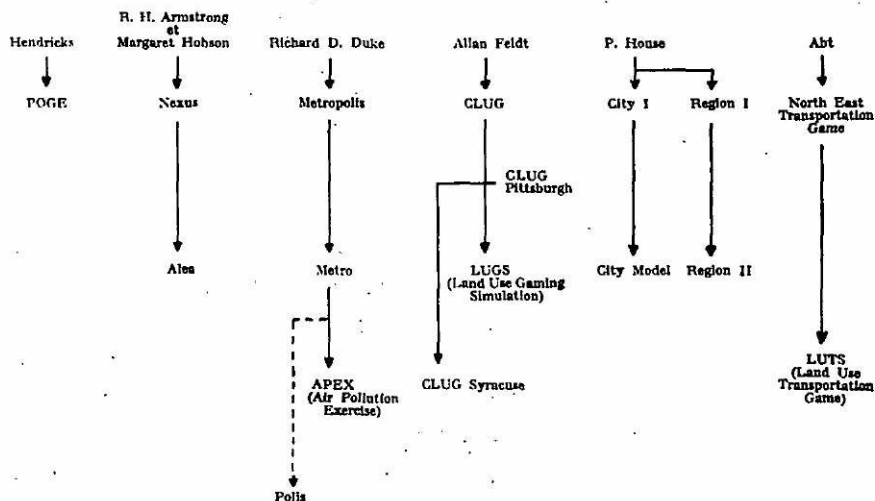 R. H. Armstrong
et
Margaret Hobson
Hendricks
Richard D. Duke
Allan Feldt
P. House
Abt
POGE
Nexus
Metropolis
CLUG
City I
Region I
North East
Transportation
Game
CLUG
Pittsburgh
Alea
Metro
LUGS
(Land Use Gaming
Simulation)
City Model
Region II
APEX
(Air Pollution
Exercise)
CLUG Syracuse
LUTS
(Land Use
Transportation
Game)
Polis